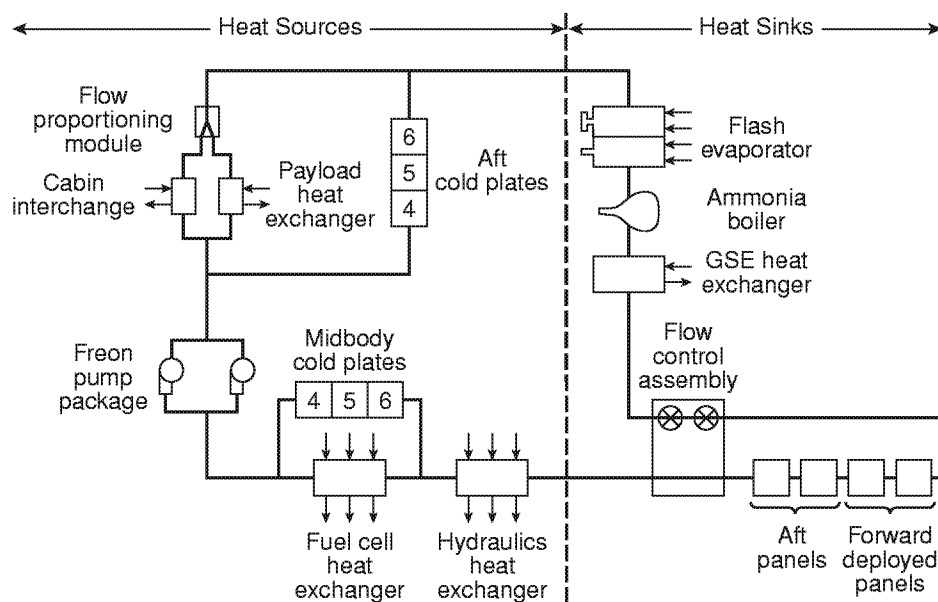 Heat Sources
Heat Sinks
Flow
proportioning
module
Cabin
interchange
Payload
heat
exchanger
6
5
4
Aft
cold plates
Flash
evaporator
Ammonia
boiler
GSE heat
exchanger
Freon
pump
package
Midbody
cold plates
4 5 6
Flow
control
assembly
Fuel cell
heat
exchanger
Hydraulics
heat
exchanger
Aft
panels
Forward
deployed
panels